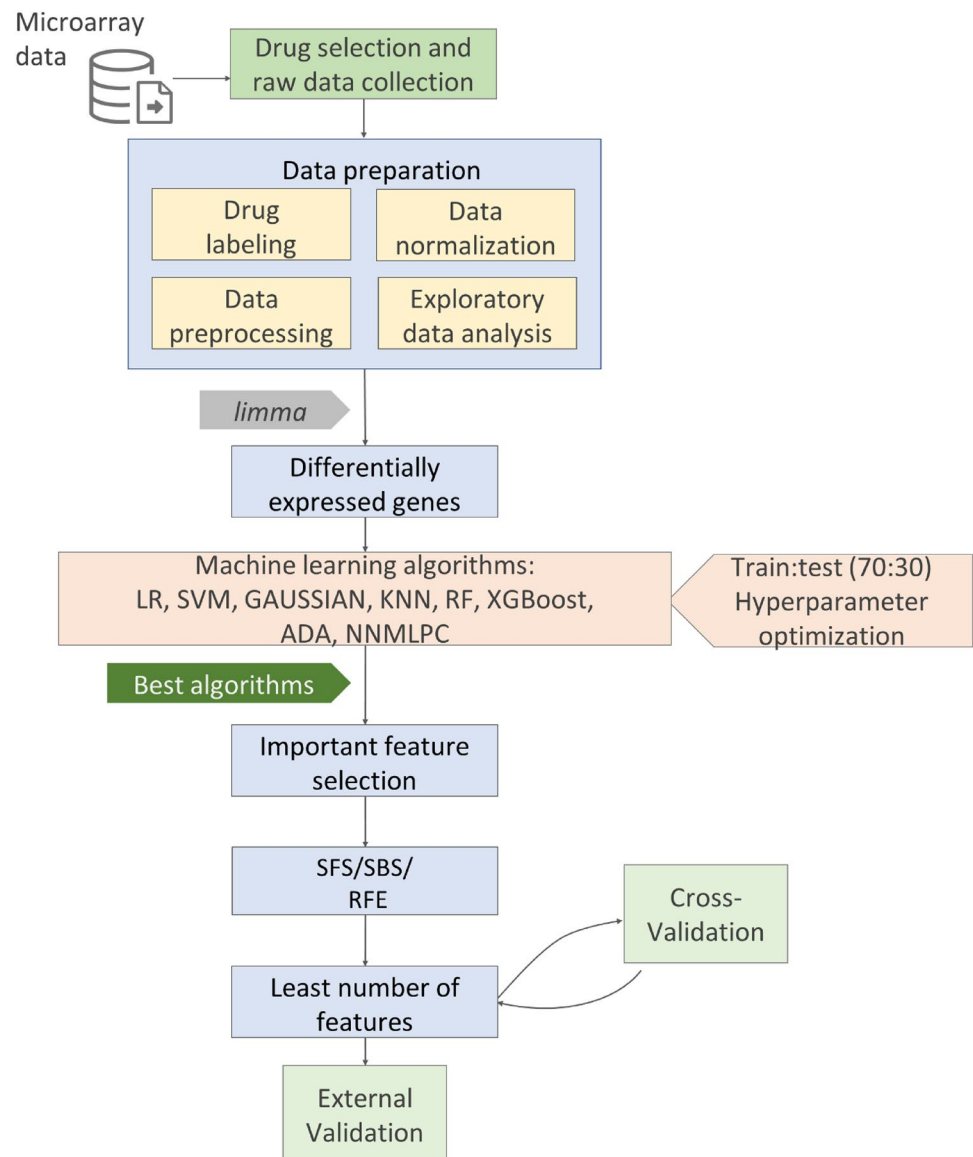 Microarray
data
Drug selection and
raw data collection
Data preparation
Drug
labeling
Data
normalization
Data
preprocessing
Exploratory
data analysis
limma
Differentially
expressed genes
Machine learning algorithms:
LR, SVM, GAUSSIAN, KNN, RF, XGBoost,
ADA, NNMLPC
Train:test (70:30)
Hyperparameter
optimization
Best algorithms
Important feature
selection
SFS/SBS/
RFE
Cross-
Validation
Least number of
features
External
Validation